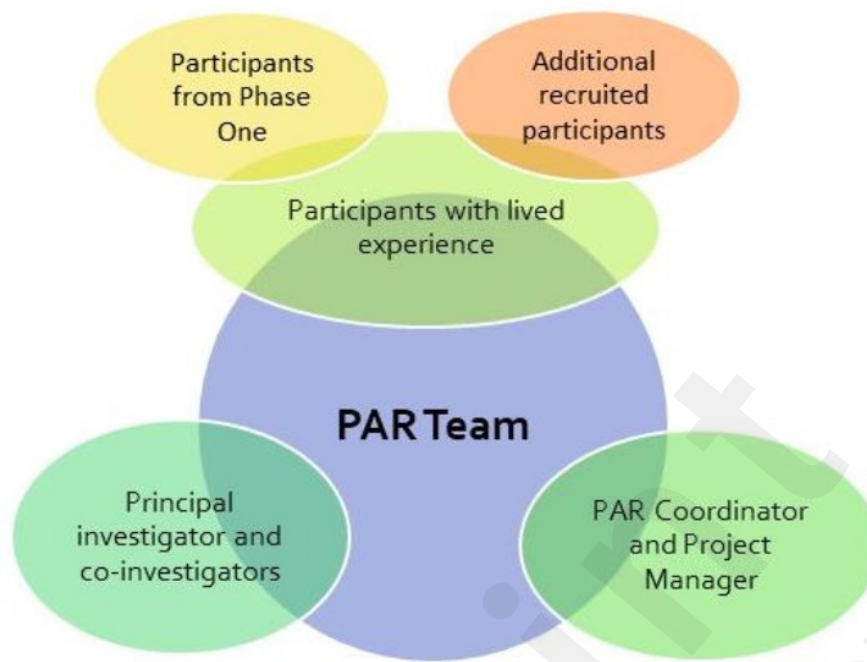 Participants
from Phase
One
Additional
recruited
participants
Participants with lived
experience
PAR Team
Principal
investigator and
co-investigators
PAR Coordinator
and Project
Manager
int